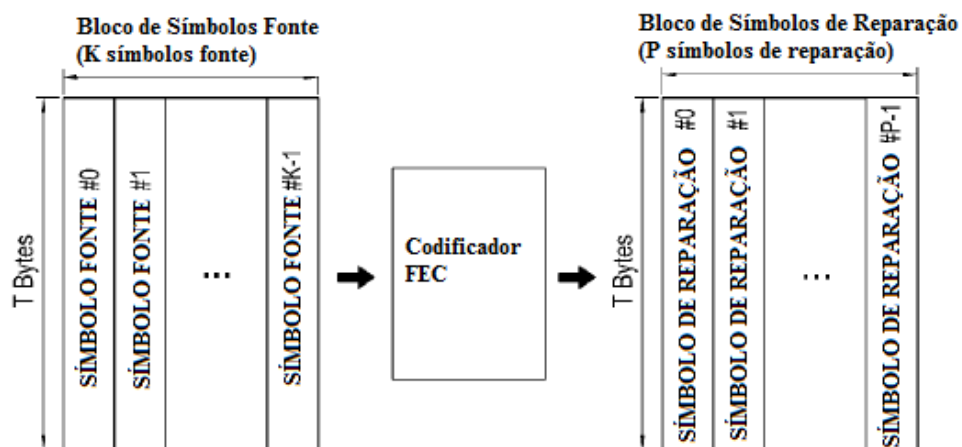 Bloco de Símbolos Fonte
(K símbolos fonte)
T Bytes
SÍMBOLO FONTE #0
SÍMBOLO FONTE #1
...
SÍMBOLO FONTE #K-1
Codificador
FEC
Bloco de Símbolos de Reparação
(P símbolos de reparação)
T Bytes
SÍMBOLO DE REPARAÇÃO #0
SÍMBOLO DE REPARAÇÃO #1
...
SÍMBOLO DE REPARAÇÃO #P-1